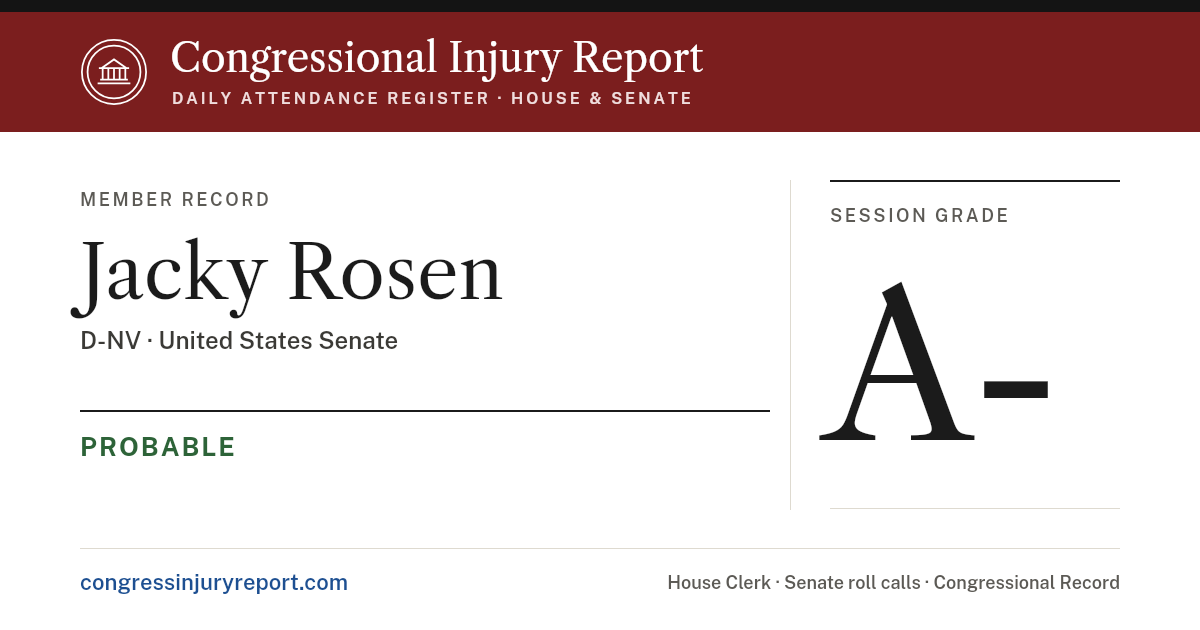 Congressional Injury Report
DAILY ATTENDANCE REGISTER · HOUSE & SENATE
MEMBER RECORD
Jacky Rosen
D-NV · United States Senate
PROBABLE
SESSION GRADE
A-
congressinjuryreport.com
House Clerk · Senate roll calls · Congressional Record